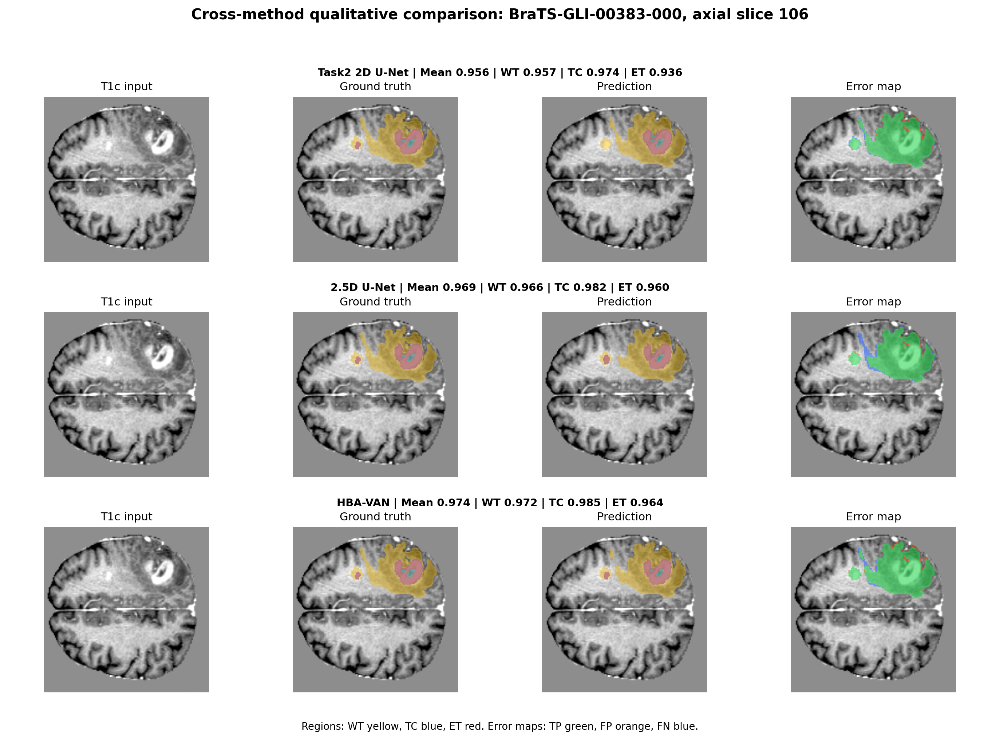 Cross-method qualitative comparison: BraTS-GLI-00383-000, axial slice 106
Task2 2D U-Net | Mean 0.956 | WT 0.957 | TC 0.974 | ET 0.936
T1c input
Ground truth
Prediction
Error map
2.5D U-Net | Mean 0.969 | WT 0.966 | TC 0.982 | ET 0.960
T1c input
Ground truth
Prediction
Error map
HBA-VAN | Mean 0.974 | WT 0.972 | TC 0.985 | ET 0.964
T1c input
Ground truth
Prediction
Error map
Regions: WT yellow, TC blue, ET red. Error maps: TP green, FP orange, FN blue.